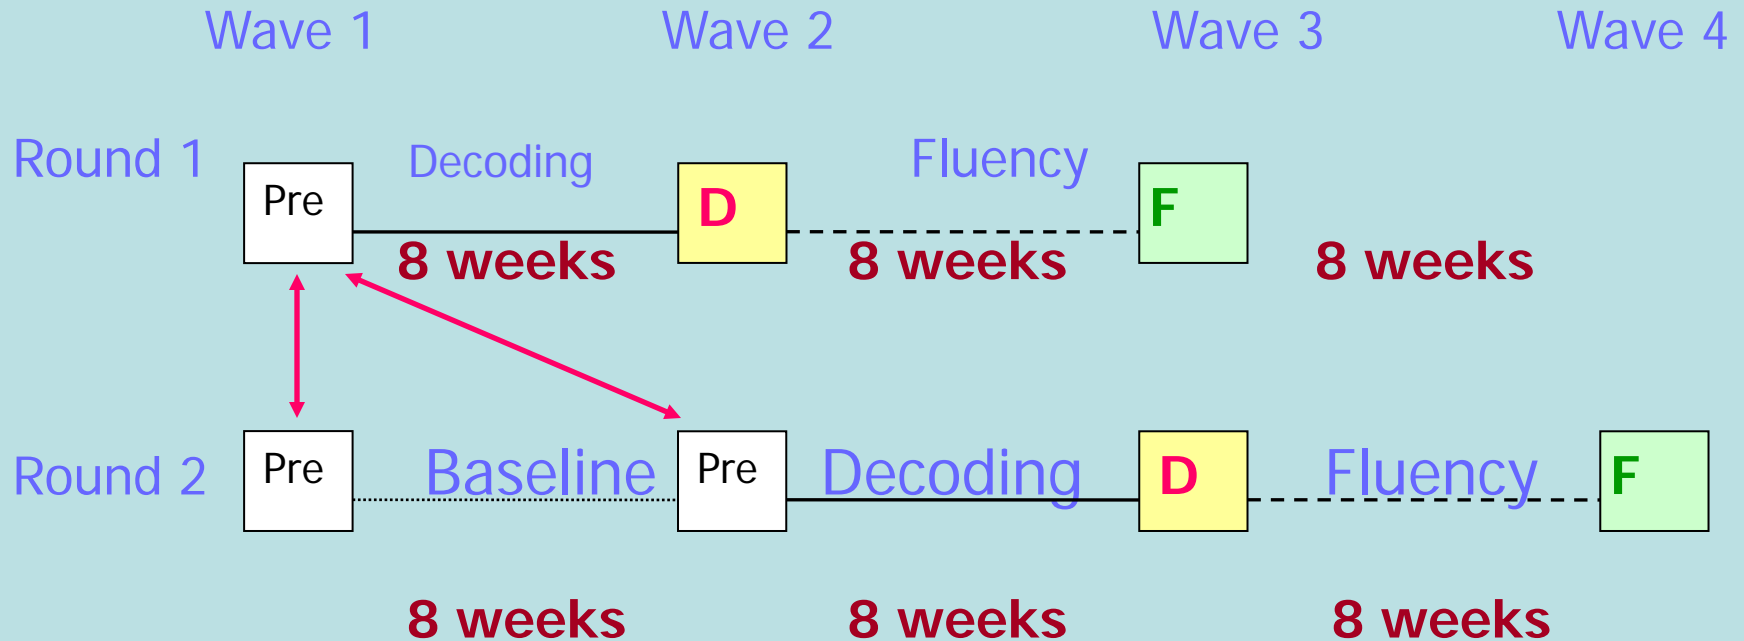 Wave 1 Wave 2 Wave 3 Wave 4
Round 1 Decoding Fluency
Pre D F
8 weeks 8 weeks 8 weeks
Round 2 Pre Baseline Pre Decoding D Fluency F
8 weeks 8 weeks 8 weeks